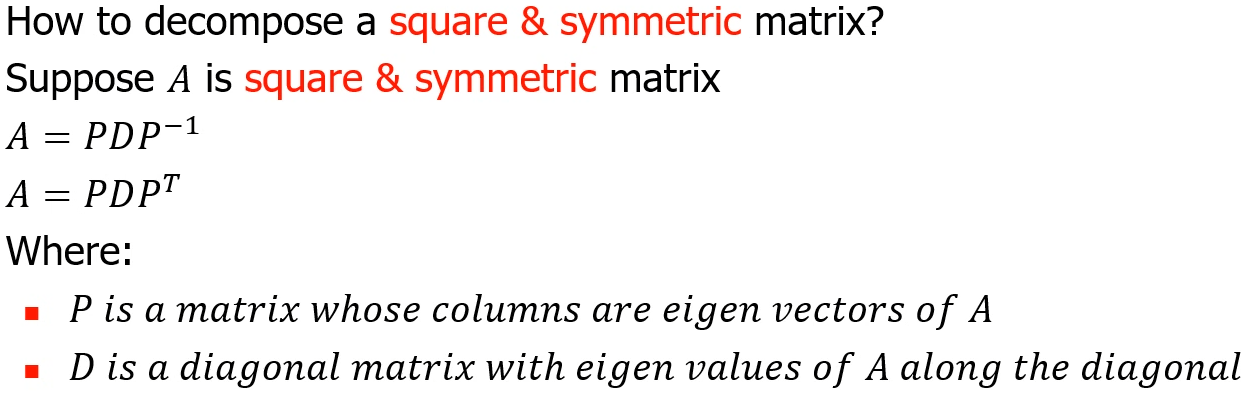 How to decompose a square & symmetric matrix?
Suppose A is square & symmetric matrix
A = PDP⁻¹
A = PDPᵀ
Where:
▪ P is a matrix whose columns are eigen vectors of A
▪ D is a diagonal matrix with eigen values of A along the diagonal